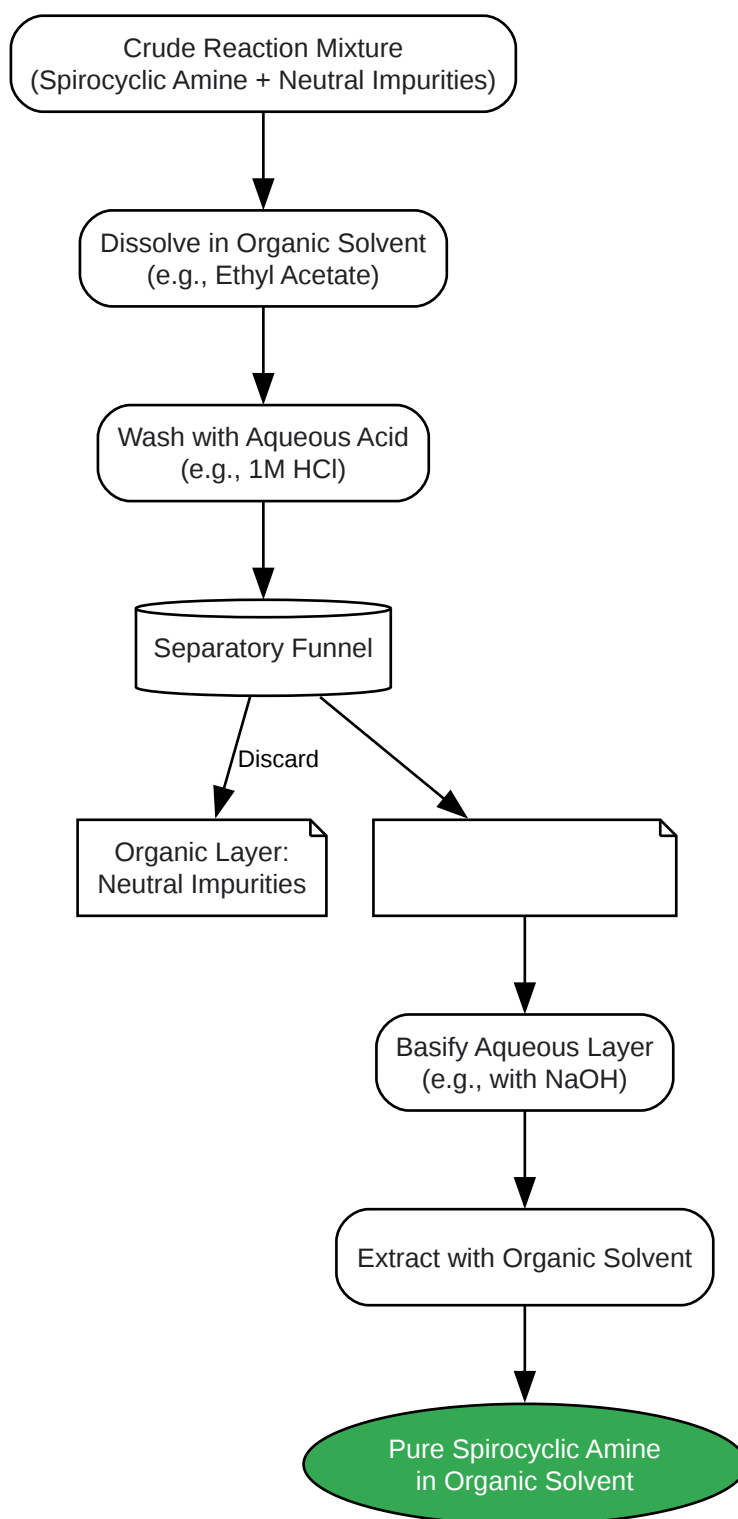 Crude Reaction Mixture
(Spirocyclic Amine + Neutral Impurities)
Dissolve in Organic Solvent
(e.g., Ethyl Acetate)
Wash with Aqueous Acid
(e.g., 1M HCl)
Separatory Funnel
Discard
Organic Layer:
Neutral Impurities
Basify Aqueous Layer
(e.g., with NaOH)
Extract with Organic Solvent
Pure Spirocyclic Amine
in Organic Solvent